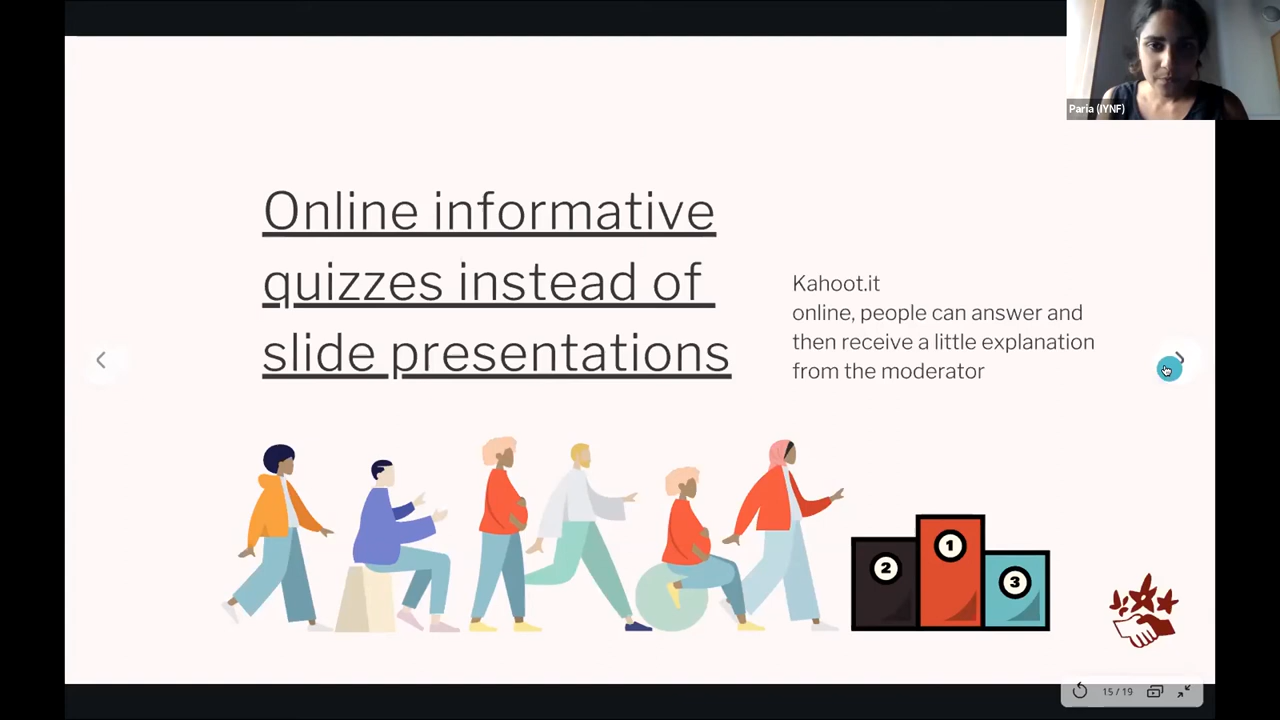 Paria (IYNF)
Online informative
quizzes instead of
slide presentations
Kahoot.it
online, people can answer and
then receive a little explanation
from the moderator
2
1
3
15 / 19